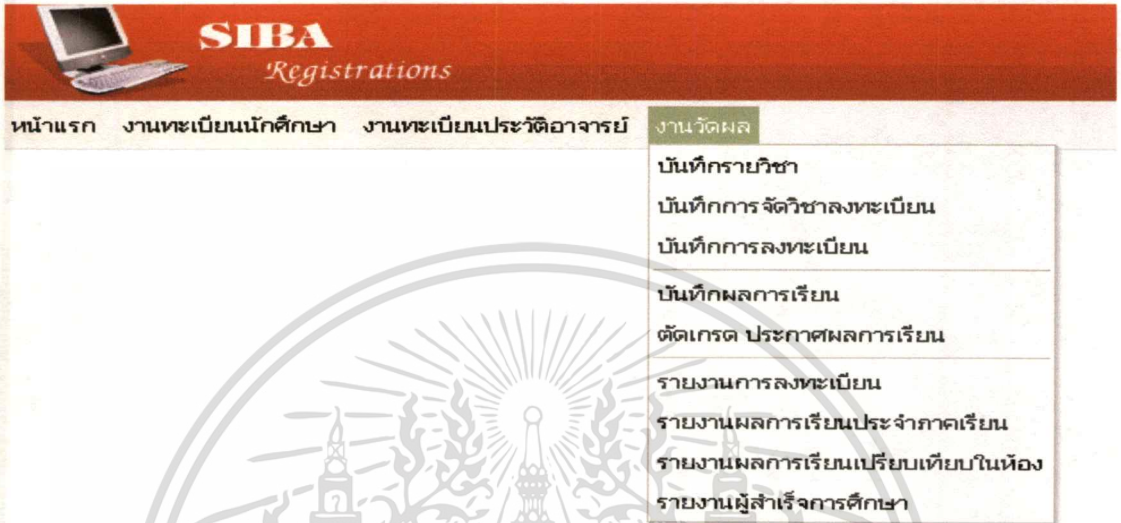 SIBA
Registrations
หน้าแรก งานทะเบียนนักศึกษา งานทะเบียนประวัติอาจารย์ งานวัดผล
บันทึกรายวิชา
บันทึกการจัดวิชาลงทะเบียน
บันทึกการลงทะเบียน
บันทึกผลการเรียน
ตัดเกรด ประกาศผลการเรียน
รายงานการลงทะเบียน
รายงานผลการเรียนประจำภาคเรียน
รายงานผลการเรียนเปรียบเทียบในห้อง
รายงานผู้สำเร็จการศึกษา